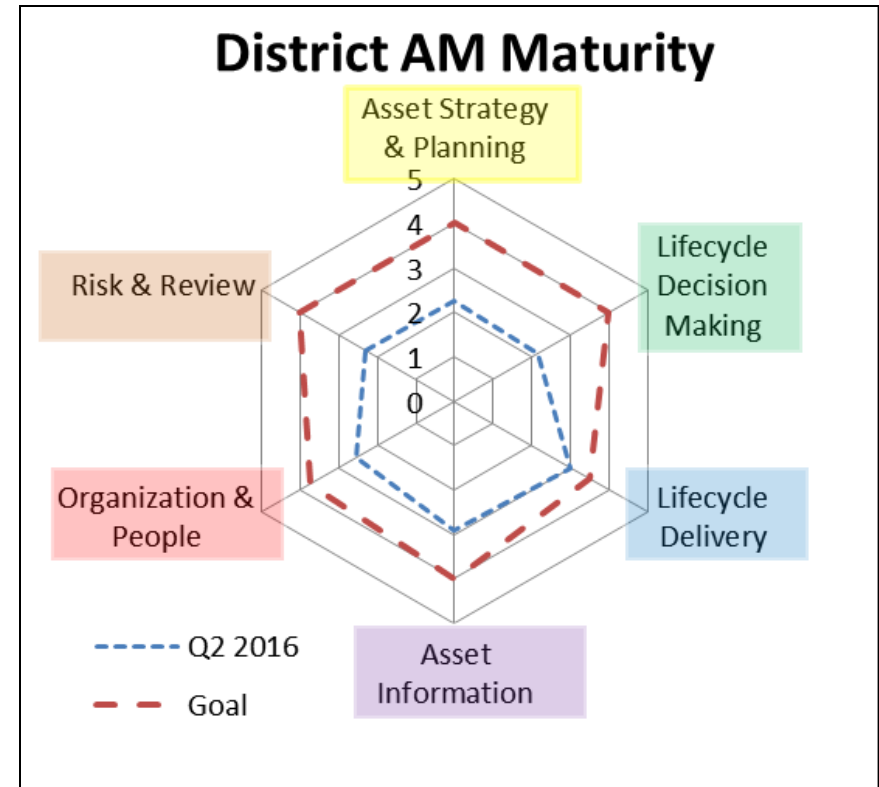 District AM Maturity
Asset Strategy
& Planning
5
4
3
2
1
0
Lifecycle
Decision
Making
Risk & Review
Organization &
People
Lifecycle
Delivery
Asset
Information
Q2 2016
Goal